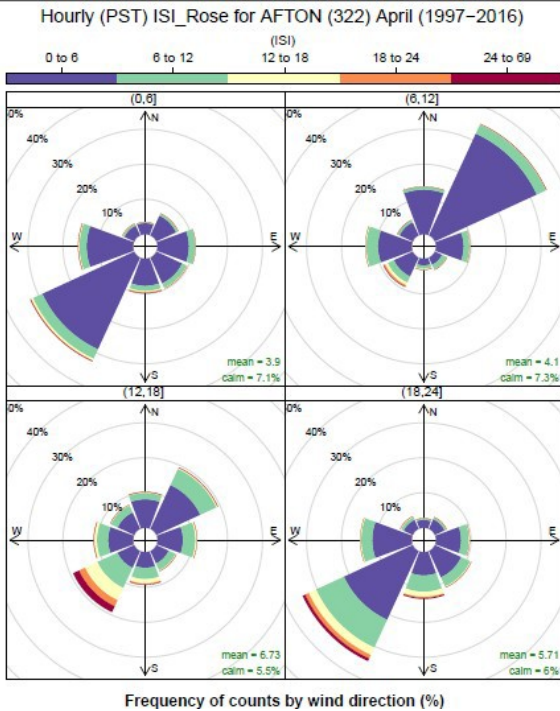 Hourly (PST) ISI_Rose for AFTON (322) April (1997−2016)
(ISI)
0 to 6 6 to 12 12 to 18 18 to 24 24 to 69
(0,6] (6,12]
0% N 0% N
40% 40%
30% 30%
20% 20%
10% 10%
W E W E
mean = 3.9 mean = 4.1
calm = 7.1% calm = 7.3%
S S
(12,18] (18,24]
0% N 0% N
40% 40%
30% 30%
20% 20%
10% 10%
W E W E
mean = 6.73 mean = 5.71
calm = 5.5% calm = 6%
S S
Frequency of counts by wind direction (%)